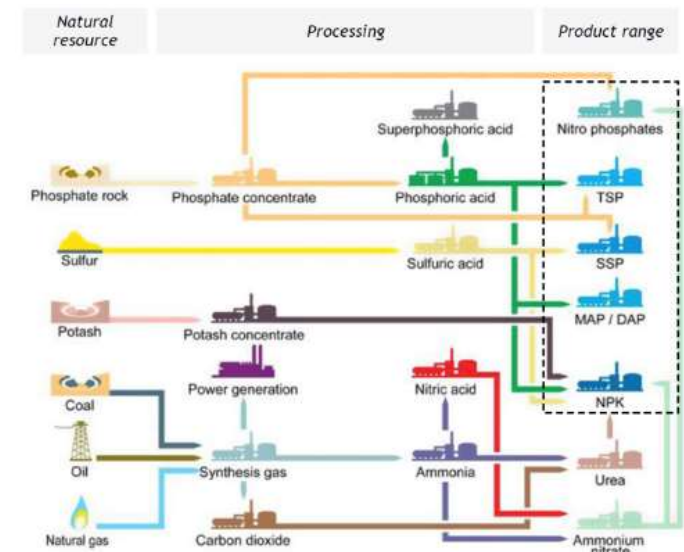 Natural
resource
Processing
Product range
Superphosphoric acid
Nitro phosphates
Phosphate rock
Phosphate concentrate
Phosphoric acid
TSP
Sulfur
Sulfuric acid
SSP
Potash
Potash concentrate
MAP / DAP
Coal
Power generation
Nitric acid
NPK
Oil
Synthesis gas
Ammonia
Urea
Natural gas
Carbon dioxide
Ammonium
nitrate